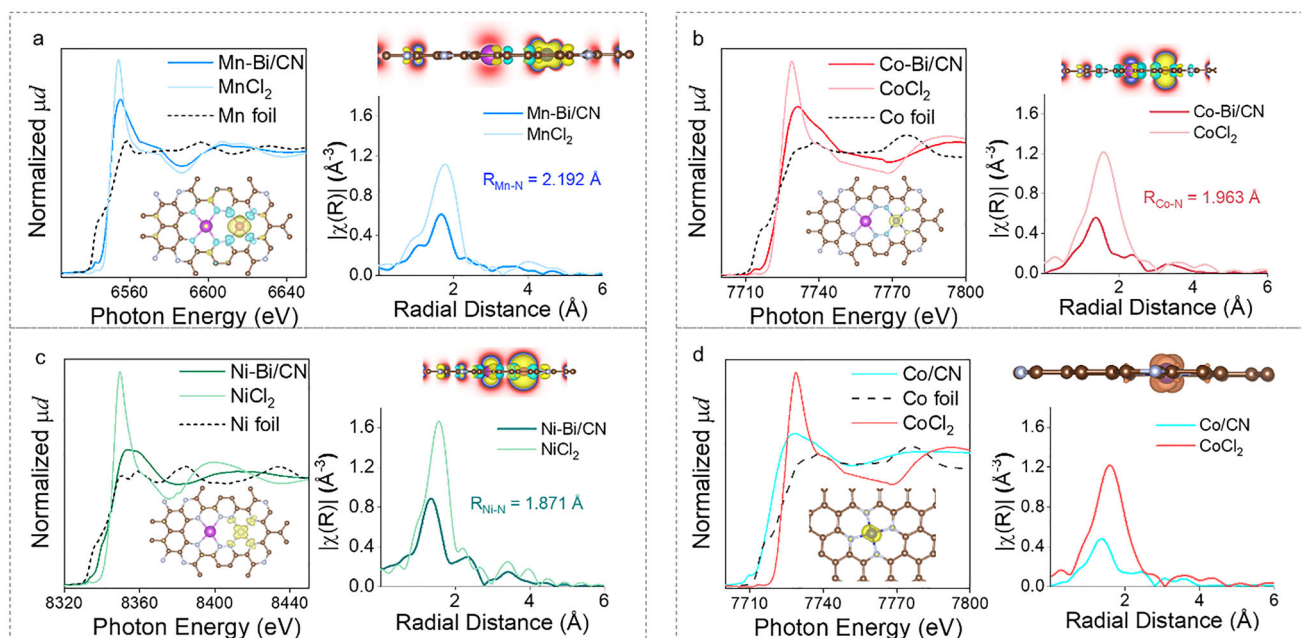 a
Mn-Bi/CN
MnCl2
Mn foil
Normalized μd
6560 6600 6640
Photon Energy (eV)
Mn-Bi/CN
MnCl2
RMn-N = 2.192 Å
|χ(R)| (Å-3)
1.6
1.2
0.8
0.4
0.0
0 2 4 6
Radial Distance (Å)
b
Co-Bi/CN
CoCl2
Co foil
Normalized μd
7710 7740 7770 7800
Photon Energy (eV)
Co-Bi/CN
CoCl2
RCo-N = 1.963 Å
|χ(R)| (Å-3)
1.6
1.2
0.8
0.4
0.0
0 2 4 6
Radial Distance (Å)
c
Ni-Bi/CN
NiCl2
Ni foil
Normalized μd
8320 8360 8400 8440
Photon Energy (eV)
Ni-Bi/CN
NiCl2
RNi-N = 1.871 Å
|χ(R)| (Å-3)
1.6
1.2
0.8
0.4
0.0
0 2 4 6
Radial Distance (Å)
d
Co/CN
Co foil
CoCl2
Normalized μd
7710 7740 7770 7800
Photon Energy (eV)
Co/CN
CoCl2
|χ(R)| (Å-3)
1.6
1.2
0.8
0.4
0.0
0 2 4 6
Radial Distance (Å)